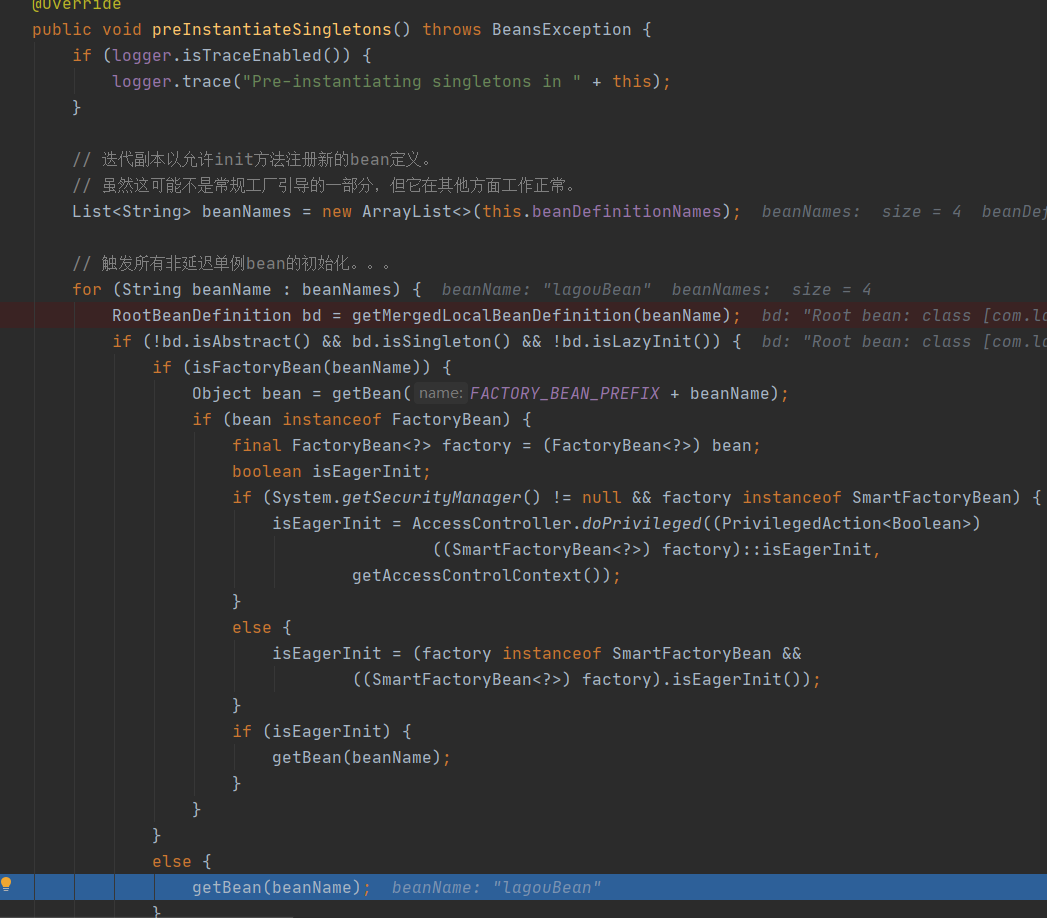 @Override
public void preInstantiateSingletons() throws BeansException {
if (logger.isTraceEnabled()) {
logger.trace("Pre-instantiating singletons in " + this);
}
// 迭代副本以允许init方法注册新的bean定义。
// 虽然这可能不是常规工厂引导的一部分，但它在其他方面工作正常。
List<String> beanNames = new ArrayList<>(this.beanDefinitionNames); beanNames: size = 4 beanDef
// 触发所有非延迟单例bean的初始化。。。
for (String beanName : beanNames) { beanName: "lagouBean" beanNames: size = 4
RootBeanDefinition bd = getMergedLocalBeanDefinition(beanName); bd: "Root bean: class [com.la
if (!bd.isAbstract() && bd.isSingleton() && !bd.isLazyInit()) { bd: "Root bean: class [com.la
if (isFactoryBean(beanName)) {
Object bean = getBean( name: FACTORY_BEAN_PREFIX + beanName);
if (bean instanceof FactoryBean) {
final FactoryBean<?> factory = (FactoryBean<?>) bean;
boolean isEagerInit;
if (System.getSecurityManager() != null && factory instanceof SmartFactoryBean) {
isEagerInit = AccessController.doPrivileged((PrivilegedAction<Boolean>)
((SmartFactoryBean<?>) factory)::isEagerInit,
getAccessControlContext());
}
else {
isEagerInit = (factory instanceof SmartFactoryBean &&
((SmartFactoryBean<?>) factory).isEagerInit());
}
if (isEagerInit) {
getBean(beanName);
}
}
}
else {
getBean(beanName); beanName: "lagouBean"
}